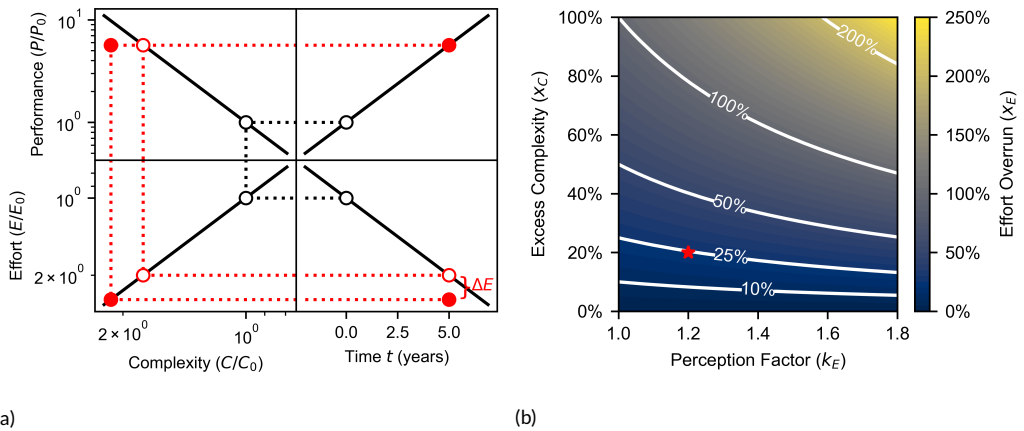 10¹
10⁰
Performance (P/P₀)
10⁰
2 × 10⁰
Effort (E/E₀)
ΔE
2 × 10⁰
10⁰
0.0
2.5
5.0
Complexity (C/C₀)
Time t (years)
a)
100%
80%
60%
40%
20%
0%
Excess Complexity (x_C)
200%
100%
50%
25%
10%
1.0
1.2
1.4
1.6
1.8
Perception Factor (k_E)
250%
200%
150%
100%
50%
0%
Effort Overrun (x_E)
(b)